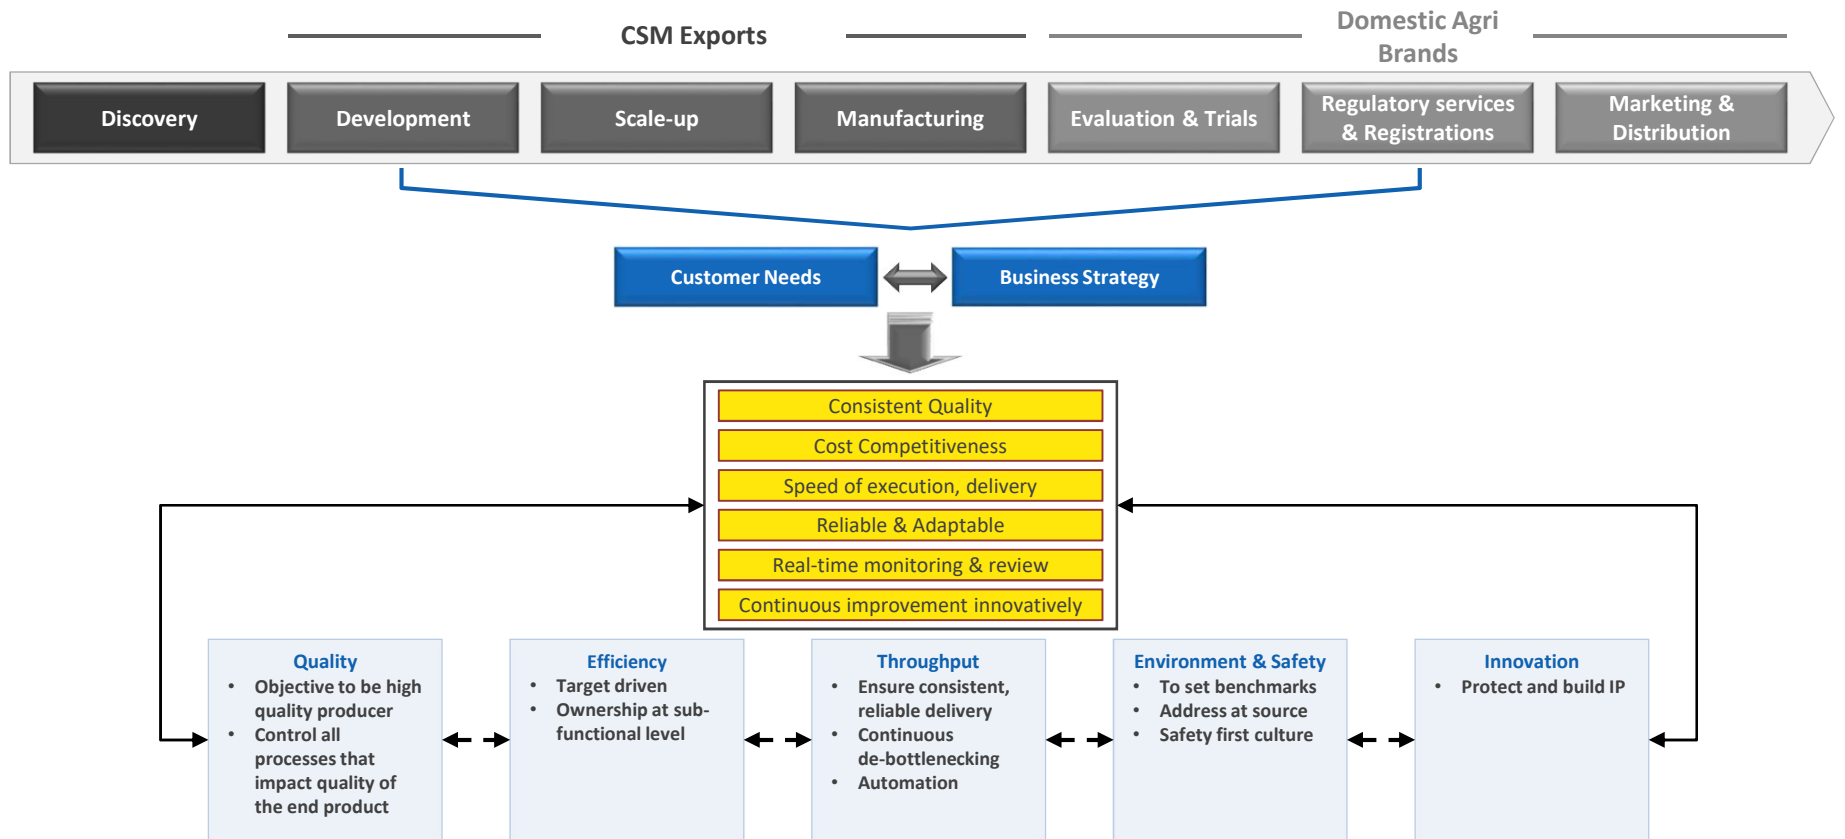 CSM Exports
Domestic Agri
Brands
Discovery
Development
Scale-up
Manufacturing
Evaluation & Trials
Regulatory services
& Registrations
Marketing &
Distribution
Customer Needs
Business Strategy
Consistent Quality
Cost Competitiveness
Speed of execution, delivery
Reliable & Adaptable
Real-time monitoring & review
Continuous improvement innovatively
Quality
• Objective to be high
quality producer
• Control all
processes that
impact quality of
the end product
Efficiency
• Target driven
• Ownership at sub-
functional level
Throughput
• Ensure consistent,
reliable delivery
• Continuous
de-bottlenecking
• Automation
Environment & Safety
• To set benchmarks
• Address at source
• Safety first culture
Innovation
• Protect and build IP